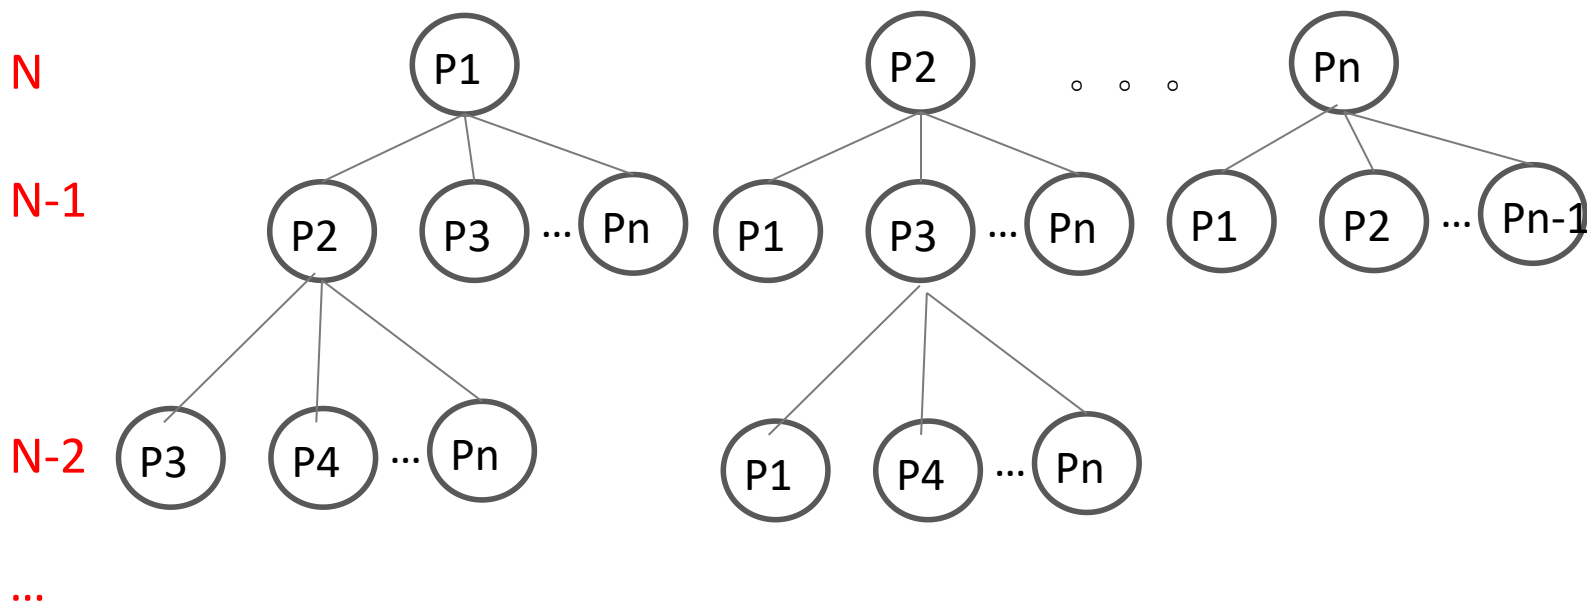 N P1 P2 。。。 Pn
N-1 P2 P3 ... Pn P1 P3 ... Pn P1 P2 ... Pn-1
N-2 P3 P4 ... Pn P1 P4 ... Pn
...